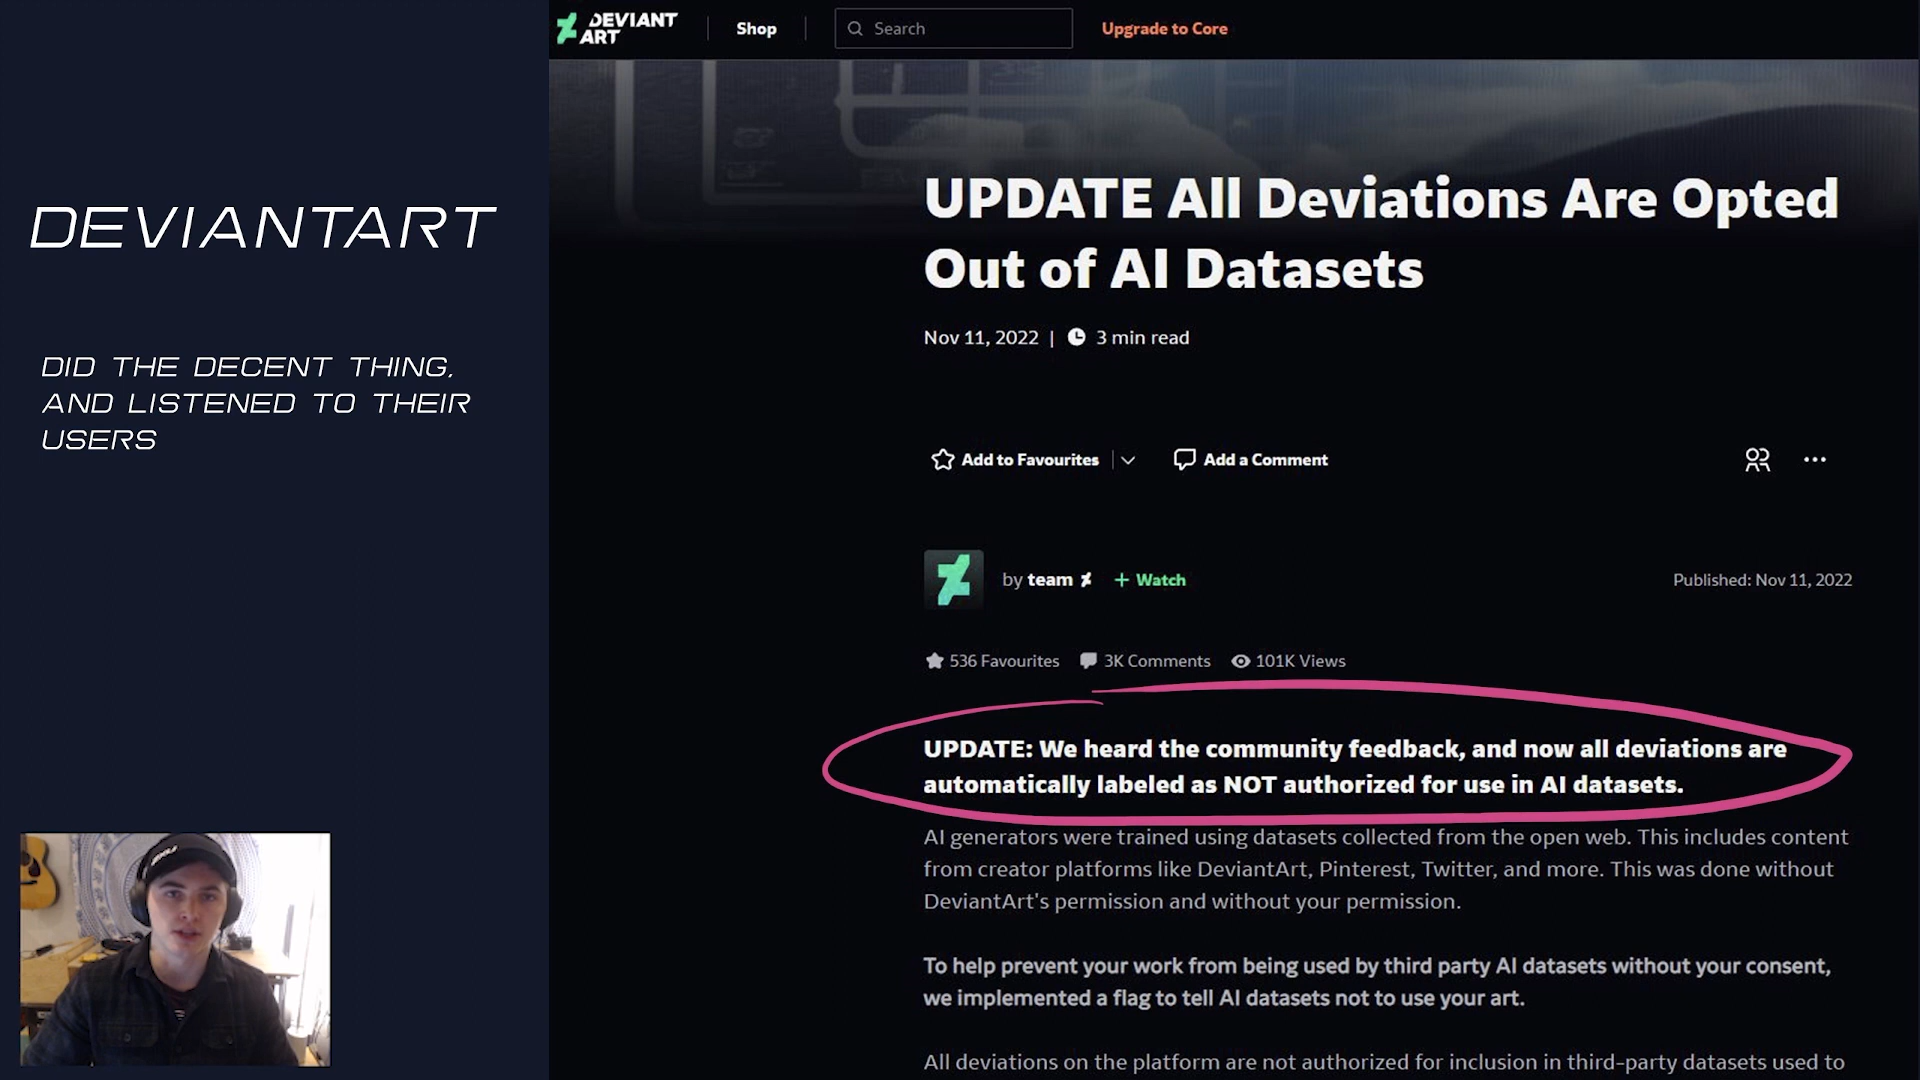 DEVIANTART
DID THE DECENT THING,
AND LISTENED TO THEIR
USERS
DEVIANT
ART
Shop
Search
Upgrade to Core
UPDATE All Deviations Are Opted
Out of AI Datasets
Nov 11, 2022 | 3 min read
Add to Favourites
Add a Comment
by team
+ Watch
Published: Nov 11, 2022
536 Favourites
3K Comments
101K Views
UPDATE: We heard the community feedback, and now all deviations are
automatically labeled as NOT authorized for use in AI datasets.
AI generators were trained using datasets collected from the open web. This includes content
from creator platforms like DeviantArt, Pinterest, Twitter, and more. This was done without
DeviantArt's permission and without your permission.
To help prevent your work from being used by third party AI datasets without your consent,
we implemented a flag to tell AI datasets not to use your art.
All deviations on the platform are not authorized for inclusion in third-party datasets used to